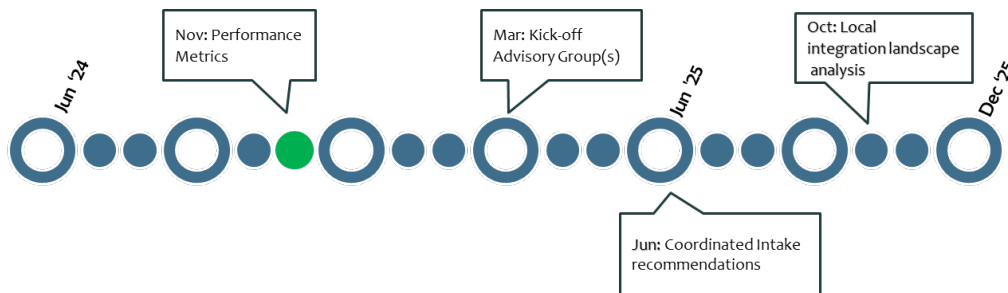 Jun '24
Nov: Performance
Metrics
Mar: Kick-off
Advisory Group(s)
Jun '25
Oct: Local
integration landscape
analysis
Dec '25
Jun: Coordinated Intake
recommendations